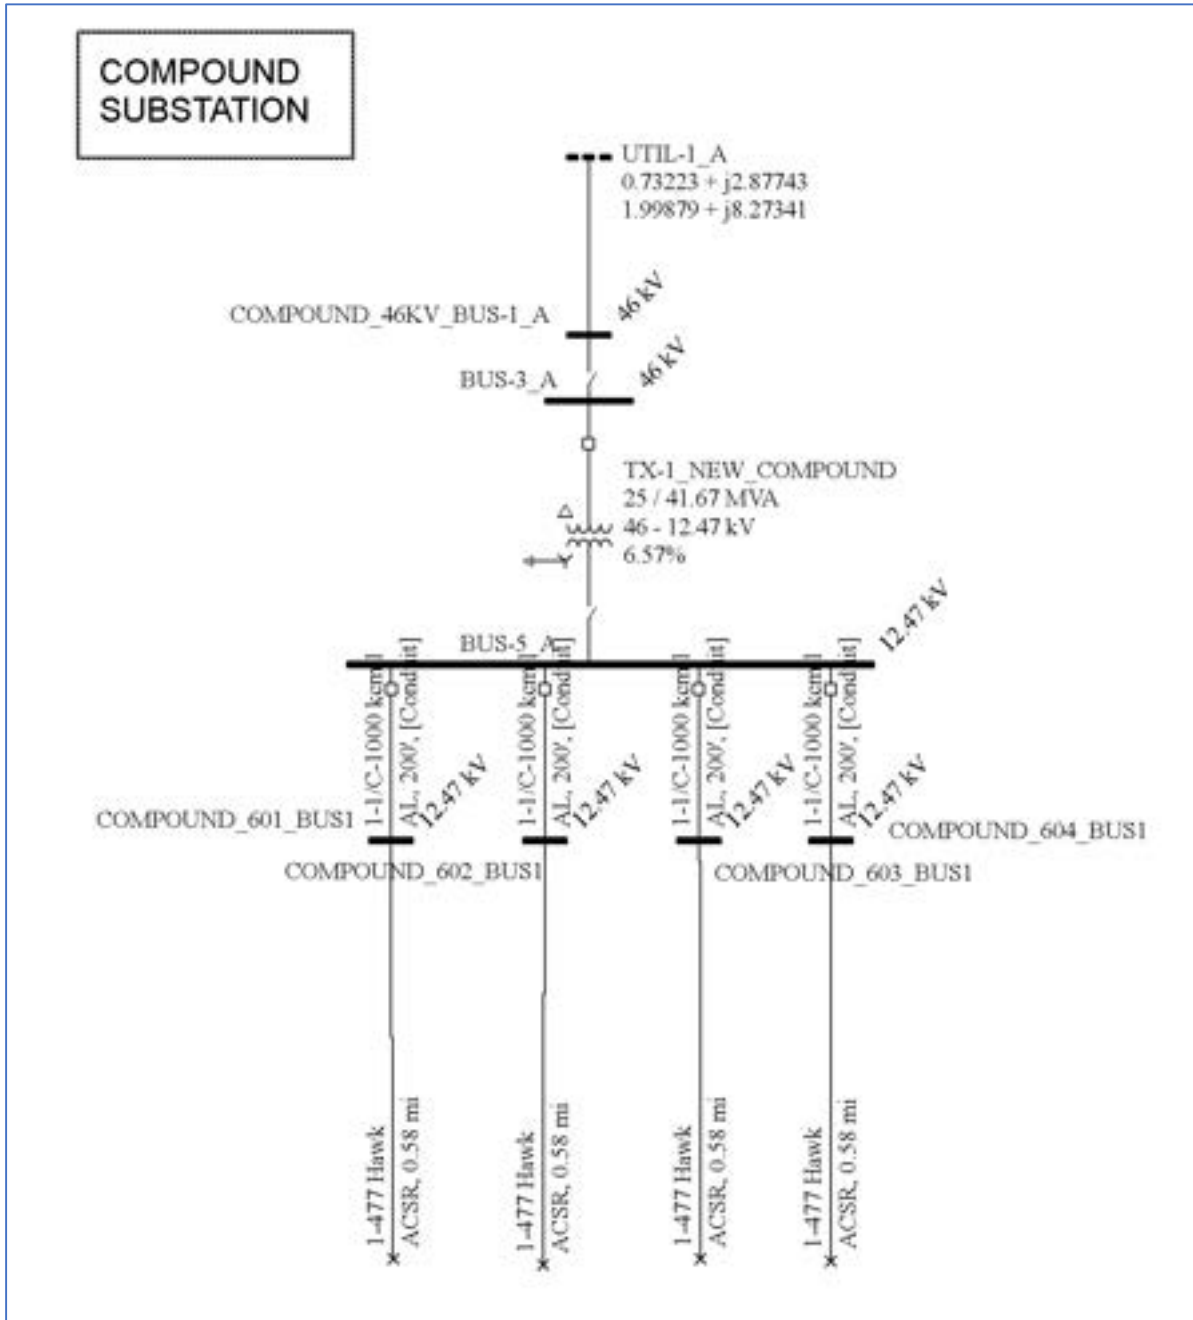 COMPOUND
SUBSTATION
UTIL-1_A
0.73223 + j2.87743
1.99879 + j8.27341
COMPOUND_46KV_BUS-1_A
46 kV
BUS-3_A
46 kV
TX-1_NEW_COMPOUND
25 / 41.67 MVA
46 - 12.47 kV
6.57%
BUS-5_A
12.47 kV
1-1/C-1000 kcmil
AL, 200', [Conduit]
12.47 kV
1-1/C-1000 kcmil
AL, 200', [Conduit]
12.47 kV
1-1/C-1000 kcmil
AL, 200', [Conduit]
12.47 kV
1-1/C-1000 kcmil
AL, 200', [Conduit]
12.47 kV
COMPOUND_601_BUS1
COMPOUND_604_BUS1
COMPOUND_602_BUS1
COMPOUND_603_BUS1
1-477 Hawk
ACSR, 0.58 mi
1-477 Hawk
ACSR, 0.58 mi
1-477 Hawk
ACSR, 0.58 mi
1-477 Hawk
ACSR, 0.58 mi